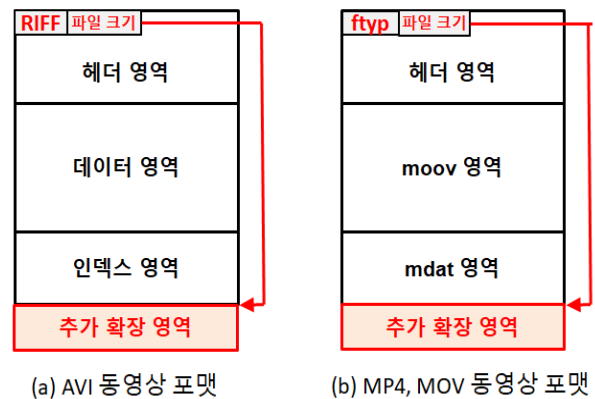 RIFF 파일 크기
헤더 영역
데이터 영역
인덱스 영역
추가 확장 영역
(a) AVI 동영상 포맷
ftyp 파일 크기
헤더 영역
moov 영역
mdat 영역
추가 확장 영역
(b) MP4, MOV 동영상 포맷